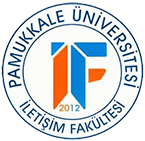 PAMUKKALE ÜNİVERSİTESİ
2012
İLETİŞİM FAKÜLTESİ